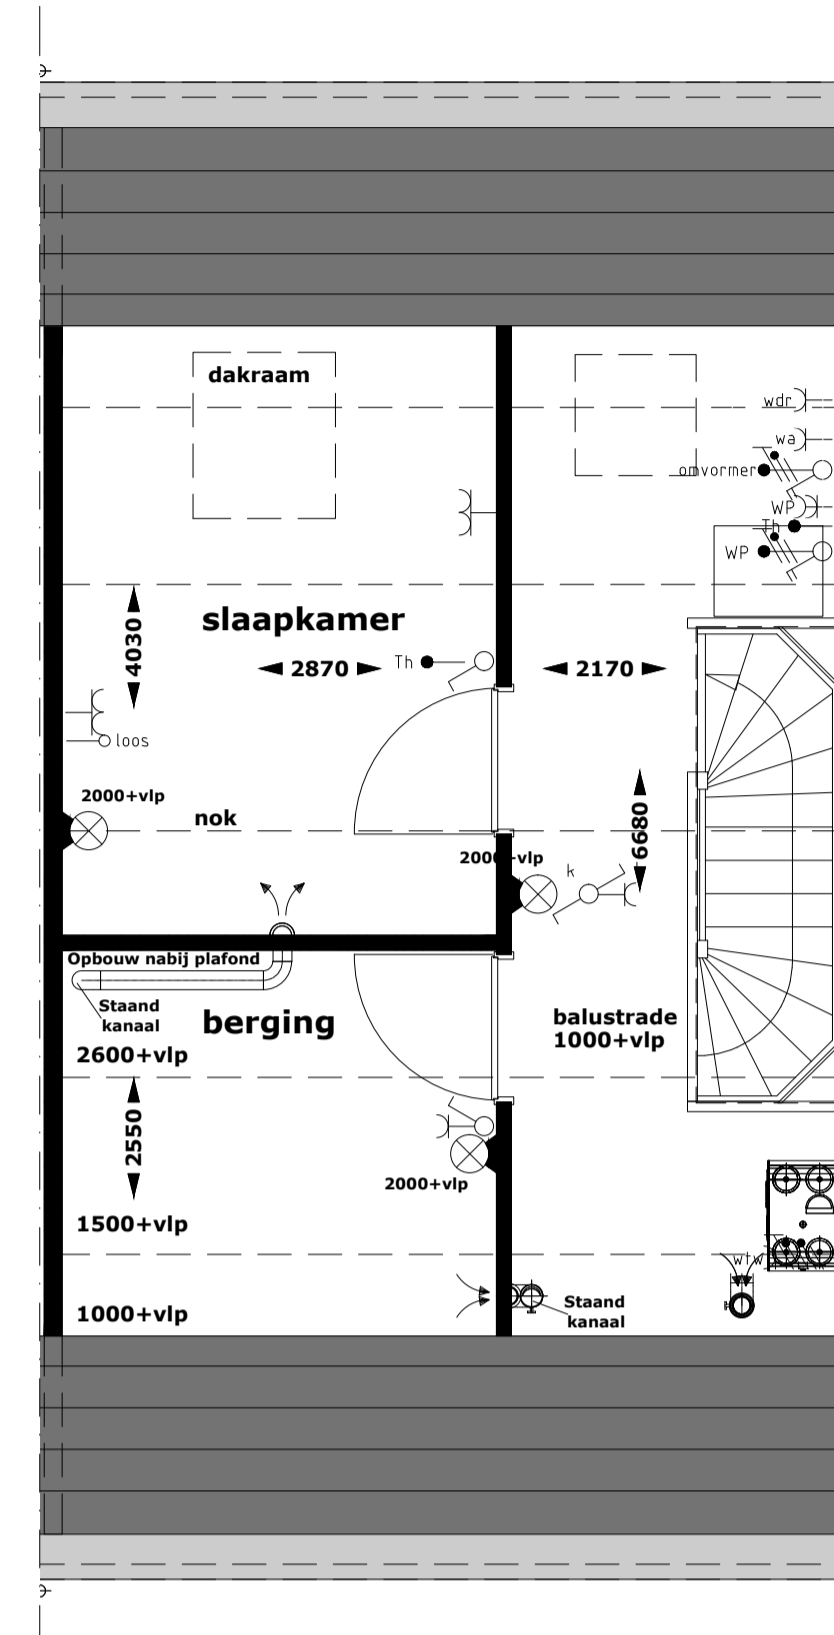 dakraam
wdr
wa
omvormer
WP
Th
WP
slaapkamer
4030
2870
Th
2170
loos
2000+vlp
nok
6680
2000+vlp
k
Opbouw nabij plafond
Staand
kanaal
berging
balustrade
1000+vlp
2600+vlp
2550
2000+vlp
1500+vlp
wtw
Staand
kanaal
1000+vlp